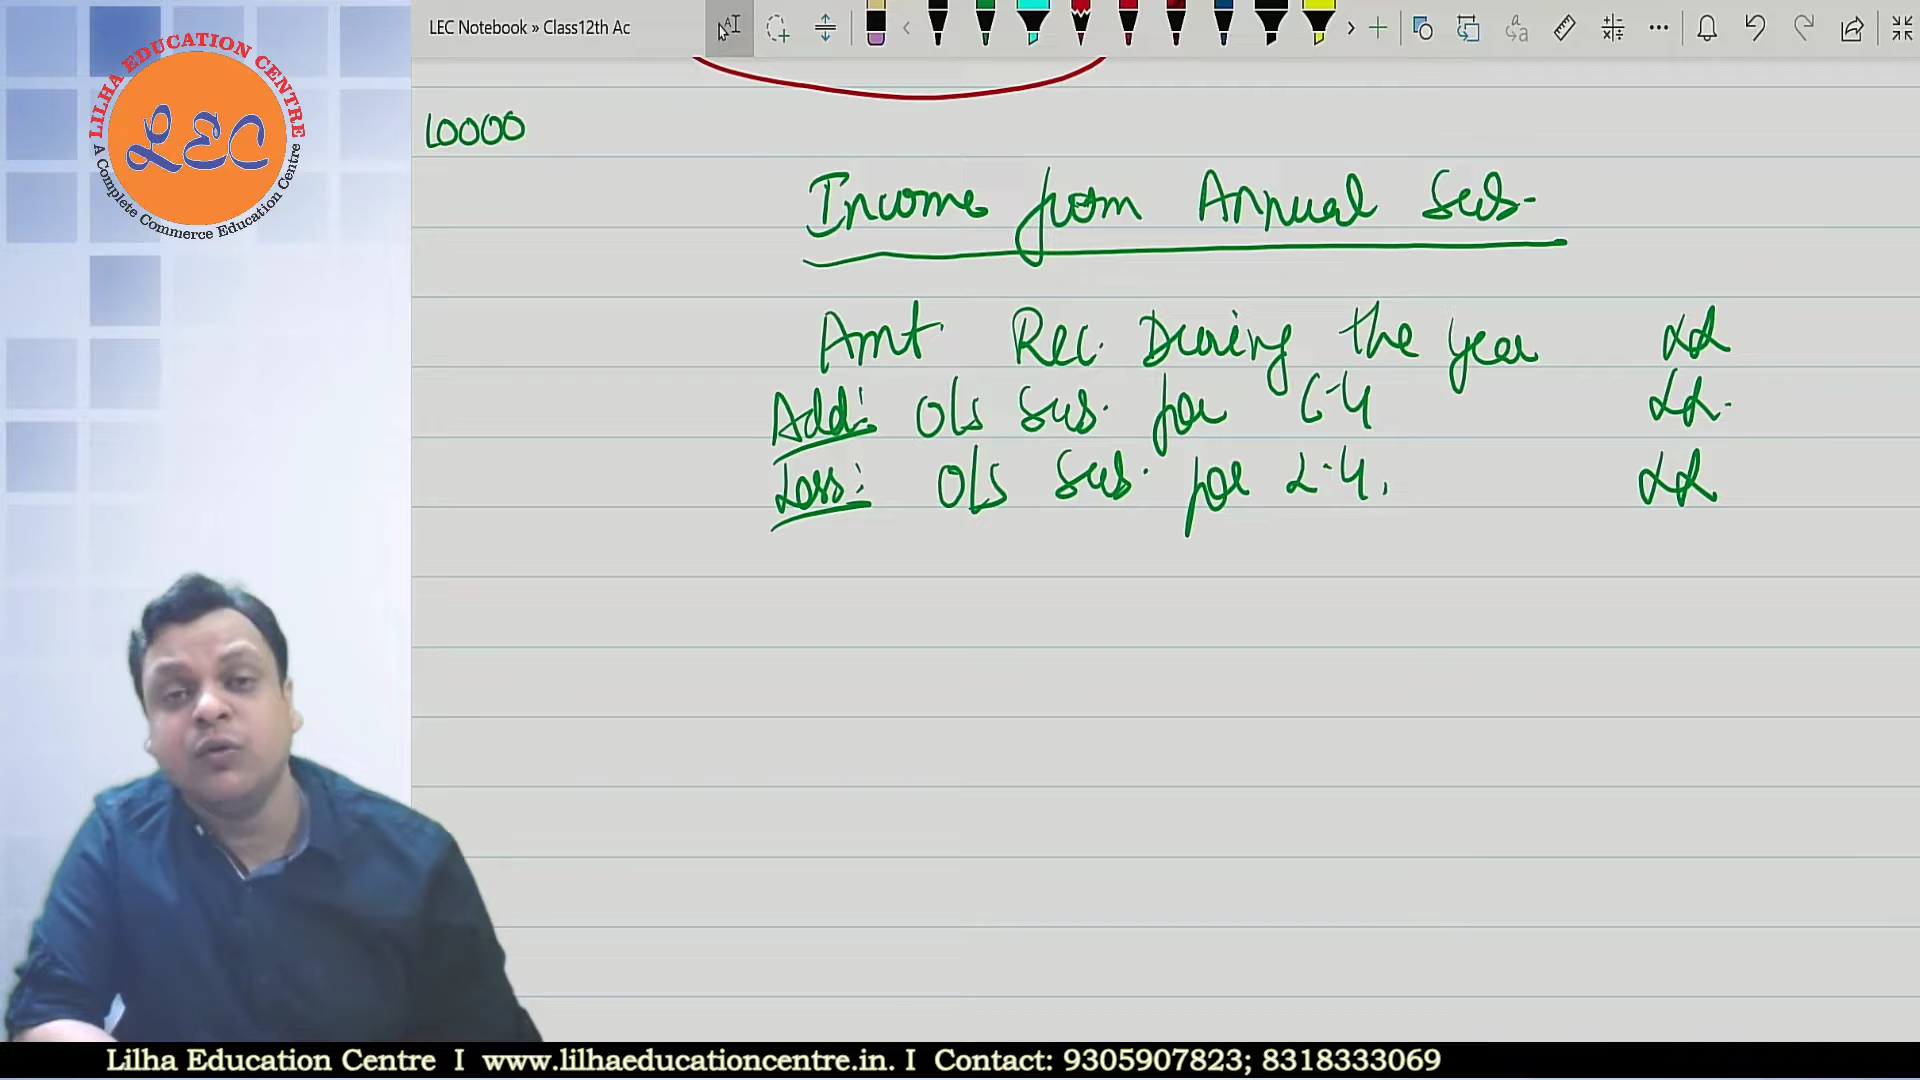 LEC Notebook » Class12th Ac
LILHA EDUCATION CENTRE
LEC
A Complete Commerce Education Centre
10000
Income from Annual Sub.
Amt. Rec. During the year xx
Add: O/s Sub. for C.Y xx.
Less: O/s Sub. for L.Y. xx
Lilha Education Centre I www.lilhaeducationcentre.in. I Contact: 9305907823; 8318333069